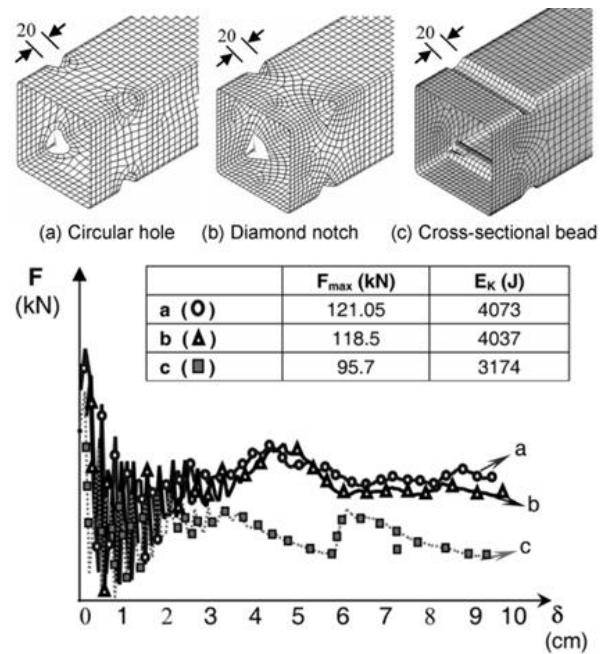 20 20 20
(a) Circular hole (b) Diamond notch (c) Cross-sectional bead
F
(kN)
Fmax (kN) EK (J)
a (O) 121.05 4073
b (Δ) 118.5 4037
c (■) 95.7 3174
a
b
c
0 1 2 3 4 5 6 7 8 9 10 δ
(cm)